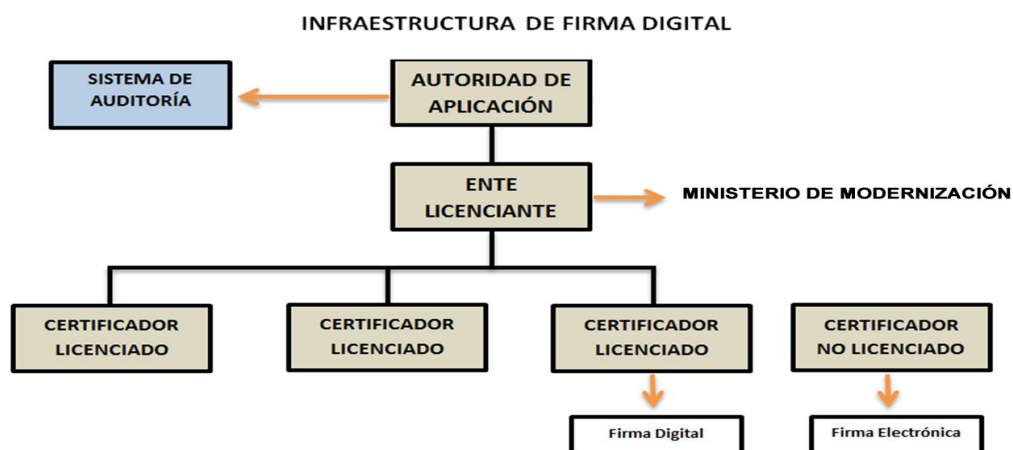 INFRAESTRUCTURA DE FIRMA DIGITAL
SISTEMA DE
AUDITORÍA
AUTORIDAD DE
APLICACIÓN
ENTE
LICENCIANTE
MINISTERIO DE MODERNIZACIÓN
CERTIFICADOR
LICENCIADO
CERTIFICADOR
LICENCIADO
CERTIFICADOR
LICENCIADO
CERTIFICADOR
NO LICENCIADO
Firma Digital
Firma Electrónica